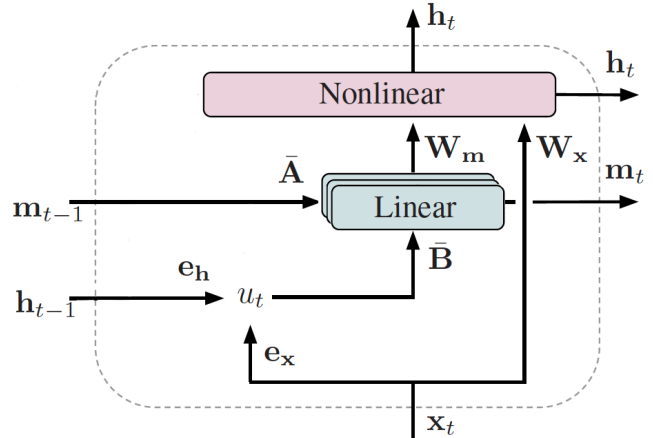 h_t
Nonlinear
h_t
W_m
W_x
Ā
m_t
m_{t−1}
Linear
B̄
e_h
h_{t−1}
u_t
e_x
x_t